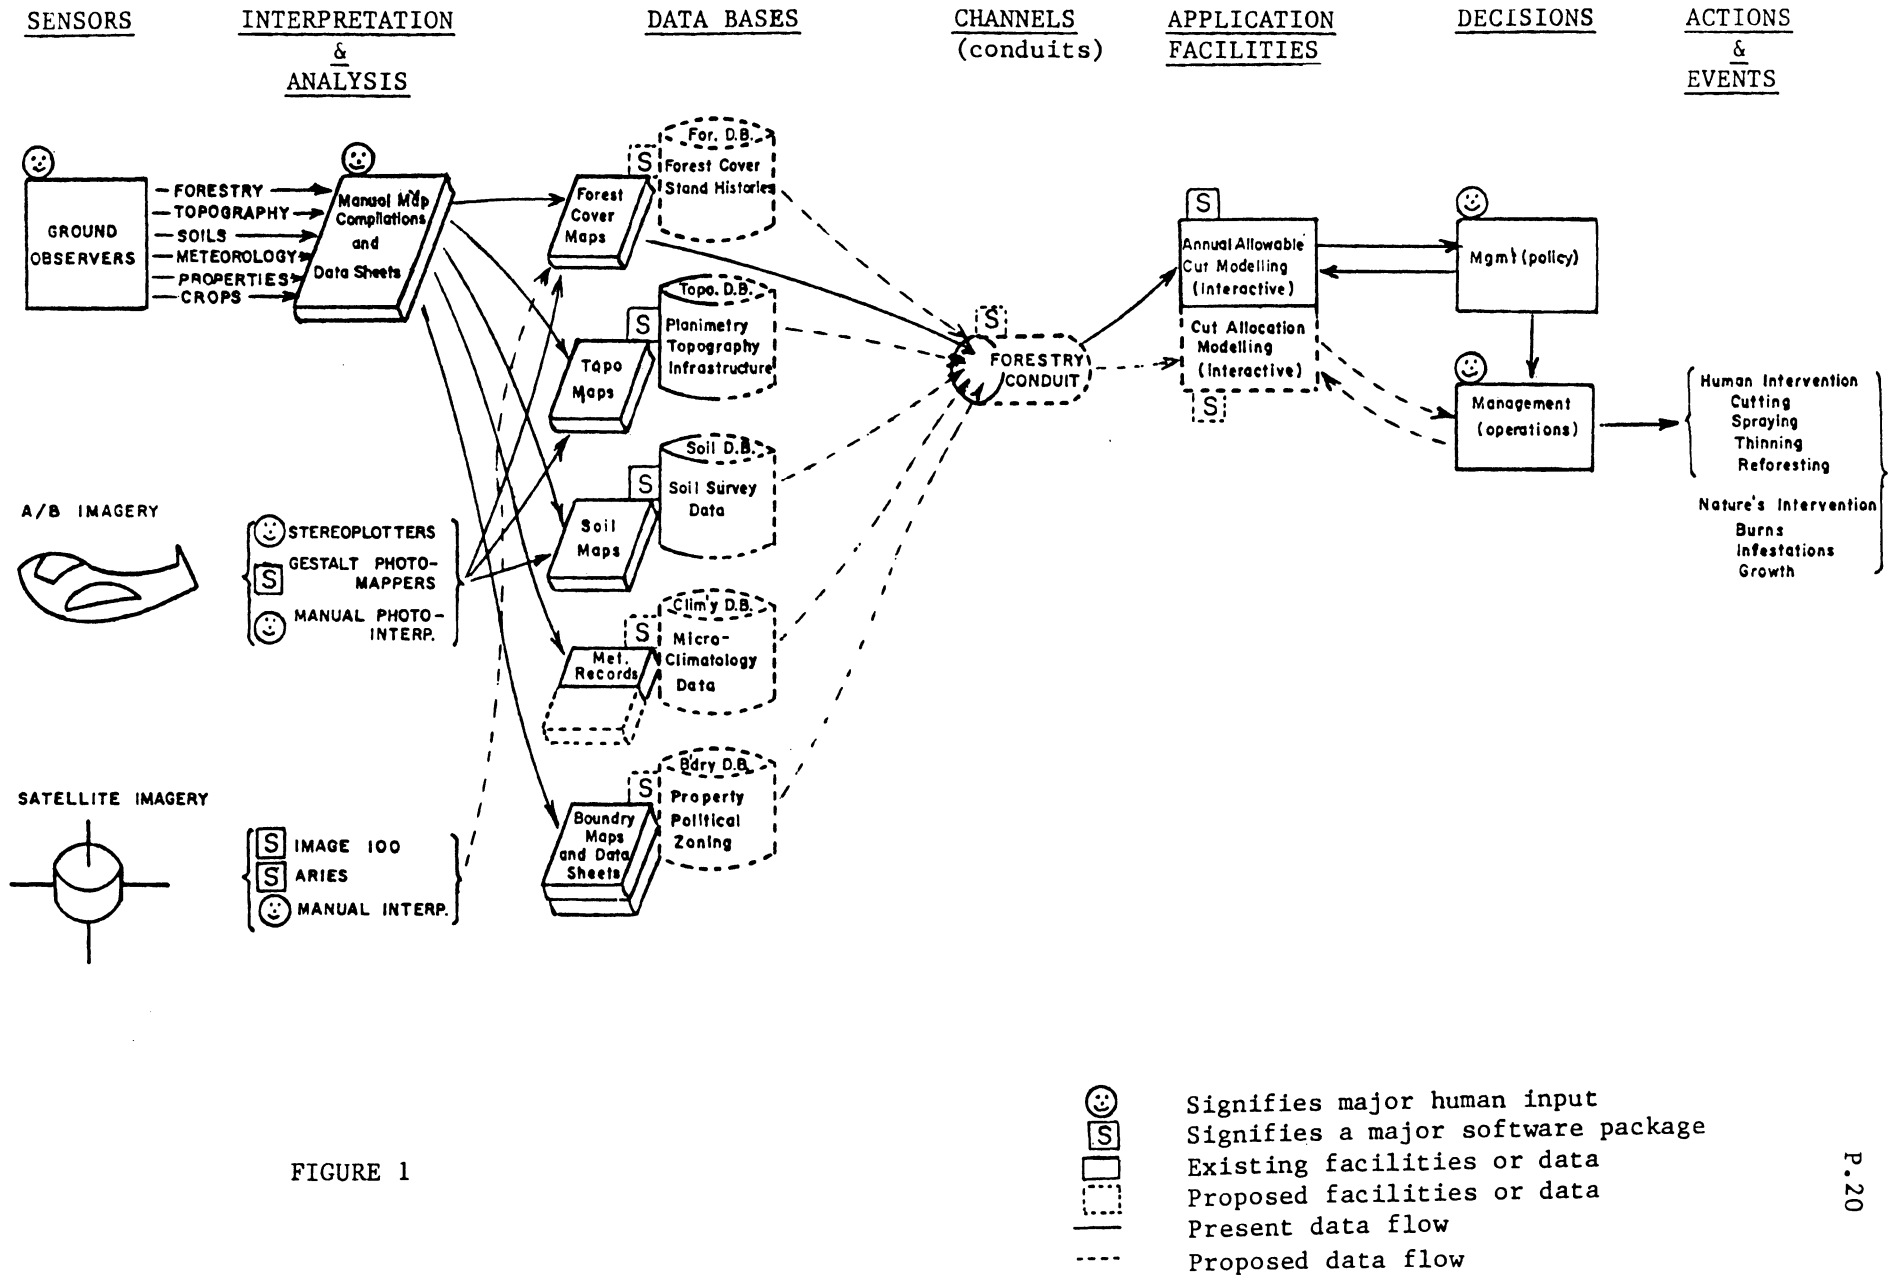 SENSORS
INTERPRETATION
&
ANALYSIS
DATA BASES
CHANNELS
(conduits)
APPLICATION
FACILITIES
DECISIONS
ACTIONS
&
EVENTS
GROUND
OBSERVERS
FORESTRY
TOPOGRAPHY
SOILS
METEOROLOGY
PROPERTIES
CROPS
Manual Map
Compilations
and
Data Sheets
A/B IMAGERY
STEREOPLOTTERS
S
GESTALT PHOTO-
MAPPERS
MANUAL PHOTO-
INTERP.
SATELLITE IMAGERY
S
IMAGE 100
S
ARIES
MANUAL INTERP.
S
For. D.B.
Forest Cover
Stand Histories
Forest
Cover
Maps
S
Topo. D.B.
Planimetry
Topography
Infrastructure
Topo
Maps
S
Soil D.B.
Soil Survey
Data
Soil
Maps
S
Clim'y D.B.
Micro-
Climatology
Data
Met.
Records
S
B'dry D.B.
Property
Political
Zoning
Boundry
Maps
and Data
Sheets
S
FORESTRY
CONDUIT
S
Annual Allowable
Cut Modelling
(Interactive)
Cut Allocation
Modelling
(Interactive)
S
Mgmt (policy)
Management
(operations)
Human Intervention
Cutting
Spraying
Thinning
Reforesting
Nature's Intervention
Burns
Infestations
Growth
FIGURE 1
Signifies major human input
S
Signifies a major software package
Existing facilities or data
Proposed facilities or data
Present data flow
Proposed data flow
P.20